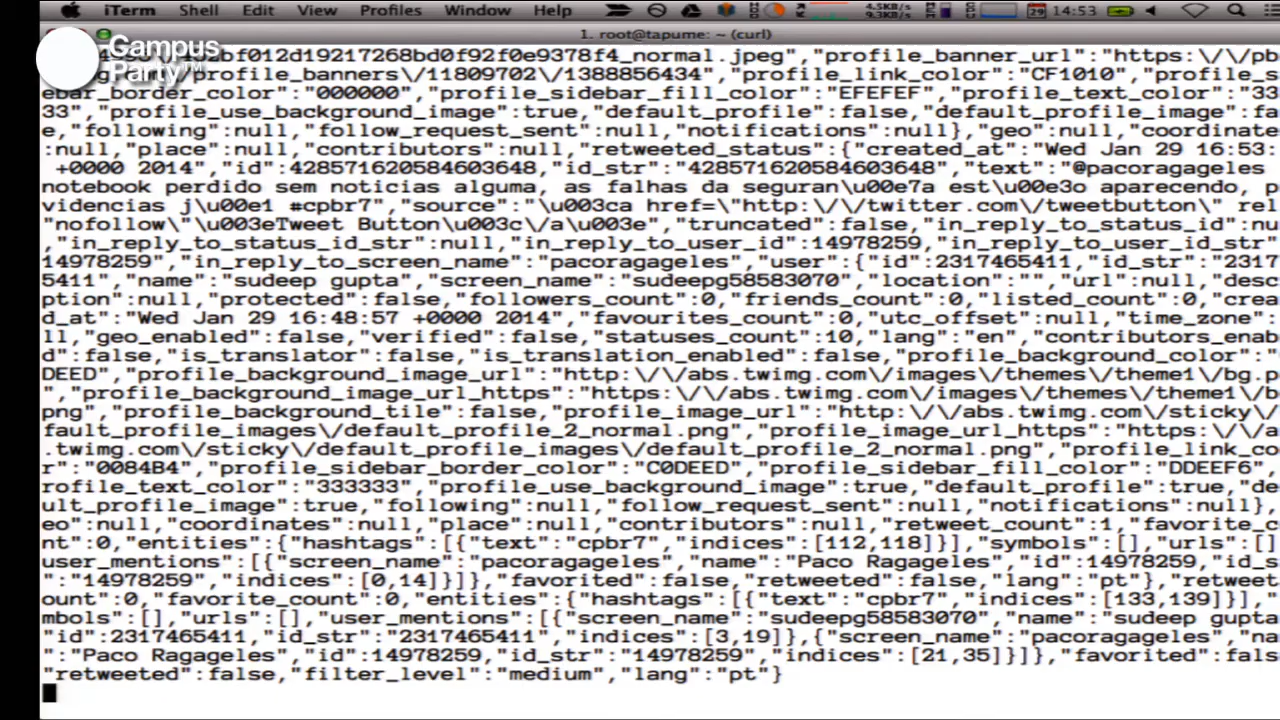 iTerm Shell Edit View Profiles Window Help 4.5KB/s 9.3KB/s 29 14:53
1. root@tapume: ~ (curl)
Campus
Party™
bf012d19217268bd0f92f0e9378f4_normal.jpeg","profile_banner_url":"https:\/\/pb
/profile_banners\/11809702\/1388856434","profile_link_color":"CF1010","profile_s
ebar_border_color":"000000","profile_sidebar_fill_color":"EFEFEF","profile_text_color":"33
33","profile_use_background_image":true,"default_profile":false,"default_profile_image":fa
e,"following":null,"follow_request_sent":null,"notifications":null},"geo":null,"coordinate
:null,"place":null,"contributors":null,"retweeted_status":{"created_at":"Wed Jan 29 16:53:
+0000 2014","id":428571620584603648,"id_str":"428571620584603648","text":"@pacoragageles
notebook perdido sem noticias alguma, as falhas da seguran\u00e7a est\u00e3o aparecendo, p
videncias j\u00e1 #cpbr7","source":"\u003ca href=\"http:\/\/twitter.com\/tweetbutton\" rel
"nofollow\"\u003eTweet Button\u003c\/a\u003e","truncated":false,"in_reply_to_status_id":nu
,"in_reply_to_status_id_str":null,"in_reply_to_user_id":14978259,"in_reply_to_user_id_str"
14978259","in_reply_to_screen_name":"pacoragageles","user":{"id":2317465411,"id_str":"2317
5411","name":"sudeep gupta","screen_name":"sudeepg58583070","location":"","url":null,"desc
ption":null,"protected":false,"followers_count":0,"friends_count":0,"listed_count":0,"crea
d_at":"Wed Jan 29 16:48:57 +0000 2014","favourites_count":0,"utc_offset":null,"time_zone":
ll,"geo_enabled":false,"verified":false,"statuses_count":10,"lang":"en","contributors_enab
d":false,"is_translator":false,"is_translation_enabled":false,"profile_background_color":"
DEED","profile_background_image_url":"http:\/\/abs.twimg.com\/images\/themes\/theme1\/bg.p
,"profile_background_image_url_https":"https:\/\/abs.twimg.com\/images\/themes\/theme1\/b
png","profile_background_tile":false,"profile_image_url":"http:\/\/abs.twimg.com\/sticky\/
fault_profile_images\/default_profile_2_normal.png","profile_image_url_https":"https:\/\/a
.twimg.com\/sticky\/default_profile_images\/default_profile_2_normal.png","profile_link_co
r":"0084B4","profile_sidebar_border_color":"C0DEED","profile_sidebar_fill_color":"DDEEF6",
rofile_text_color":"333333","profile_use_background_image":true,"default_profile":true,"de
ult_profile_image":true,"following":null,"follow_request_sent":null,"notifications":null},
eo":null,"coordinates":null,"place":null,"contributors":null,"retweet_count":1,"favorite_c
nt":0,"entities":{"hashtags":[{"text":"cpbr7","indices":[112,118]}],"symbols":[],"urls":[]
user_mentions":[{"screen_name":"pacoragageles","name":"Paco Ragageles","id":14978259,"id_s
":"14978259","indices":[0,14]}]},"favorited":false,"retweeted":false,"lang":"pt"},"retweet
ount":0,"favorite_count":0,"entities":{"hashtags":[{"text":"cpbr7","indices":[133,139]}],"
mbols":[],"urls":[],"user_mentions":[{"screen_name":"sudeepg58583070","name":"sudeep gupta
"id":2317465411,"id_str":"2317465411","indices":[3,19]},{"screen_name":"pacoragageles","na
":"Paco Ragageles","id":14978259,"id_str":"14978259","indices":[21,35]}]},"favorited":fals
"retweeted":false,"filter_level":"medium","lang":"pt"}